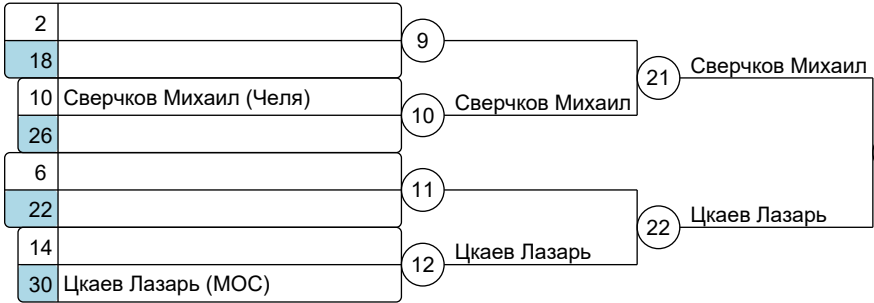 2
9
18
21 Сверчков Михаил
10 Сверчков Михаил (Челя)
10 Сверчков Михаил
26
6
11
22
22 Цкаев Лазарь
14
12 Цкаев Лазарь
30 Цкаев Лазарь (МОС)